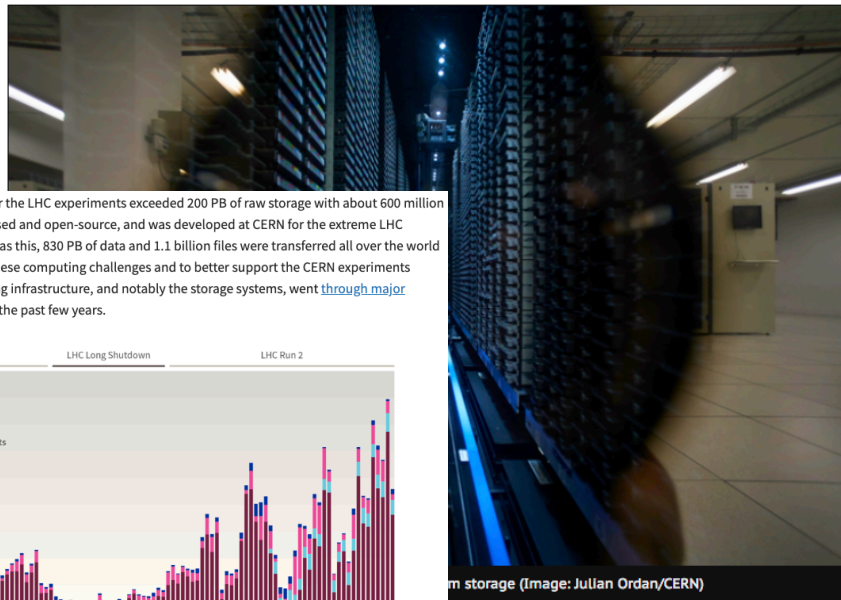 r the LHC experiments exceeded 200 PB of raw storage with about 600 million
sed and open-source, and was developed at CERN for the extreme LHC
as this, 830 PB of data and 1.1 billion files were transferred all over the world
ese computing challenges and to better support the CERN experiments
g infrastructure, and notably the storage systems, went through major
the past few years.
LHC Long Shutdown LHC Run 2
ts
m storage (Image: Julian Ordan/CERN)